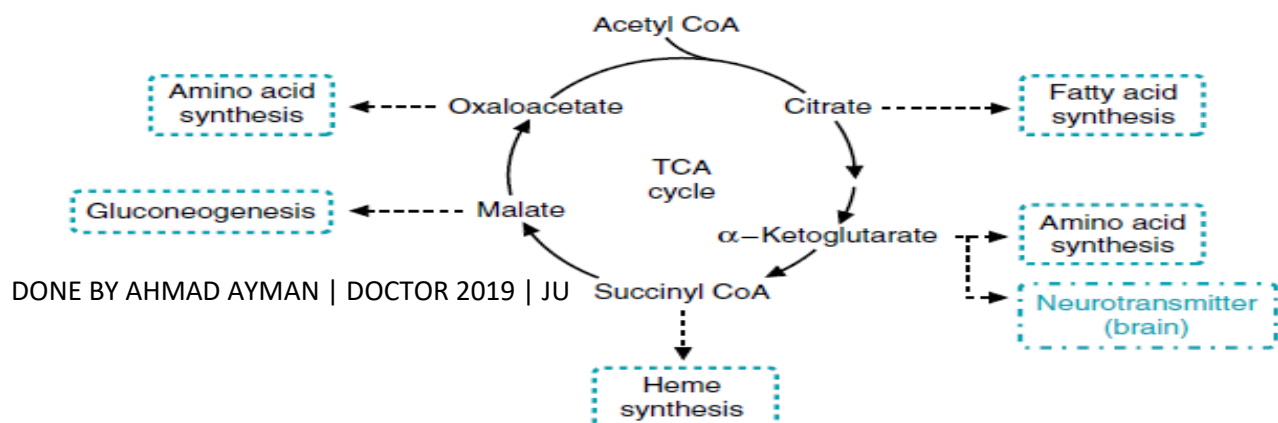 Acetyl CoA
Amino acid
synthesis
Oxaloacetate
Citrate
Fatty acid
synthesis
TCA
cycle
Gluconeogenesis
Malate
α–Ketoglutarate
Amino acid
synthesis
DONE BY AHMAD AYMAN | DOCTOR 2019 | JU
Succinyl CoA
Neurotransmitter
(brain)
Heme
synthesis